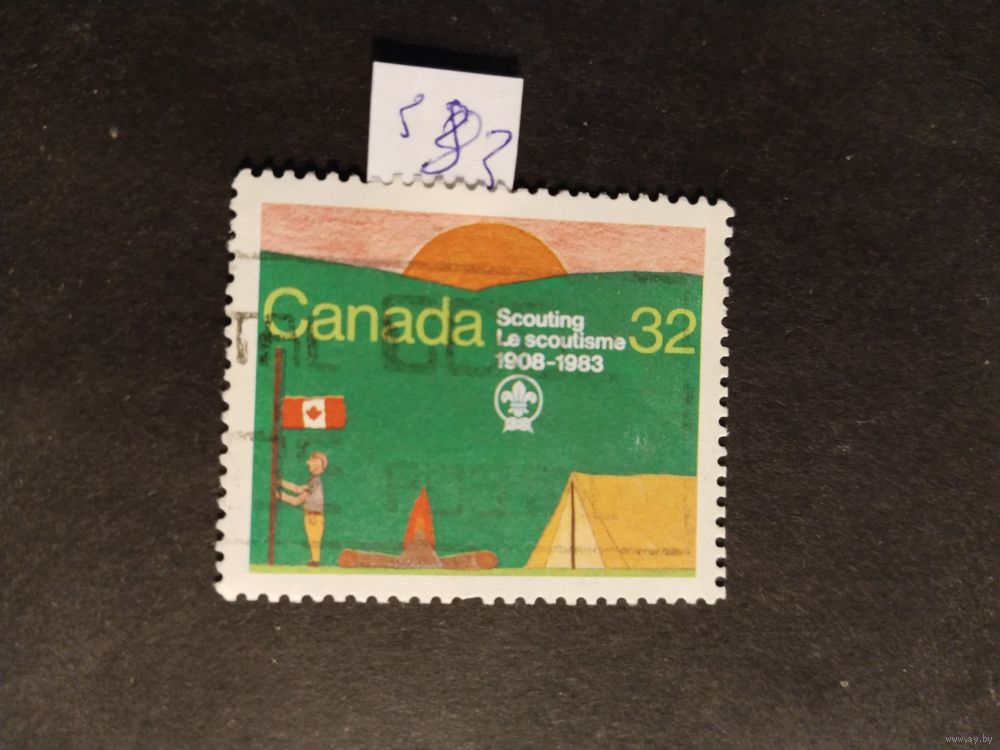 Canada
Scouting
Le scoutisme
1908-1983
32
www.ay.by